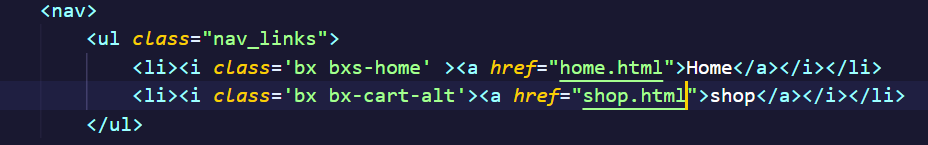 <nav>
<ul class="nav_links">
<li><i class='bx bxs-home' ><a href="home.html">Home</a></i></li>
<li><i class='bx bx-cart-alt'><a href="shop.html">shop</a></i></li>
</ul>